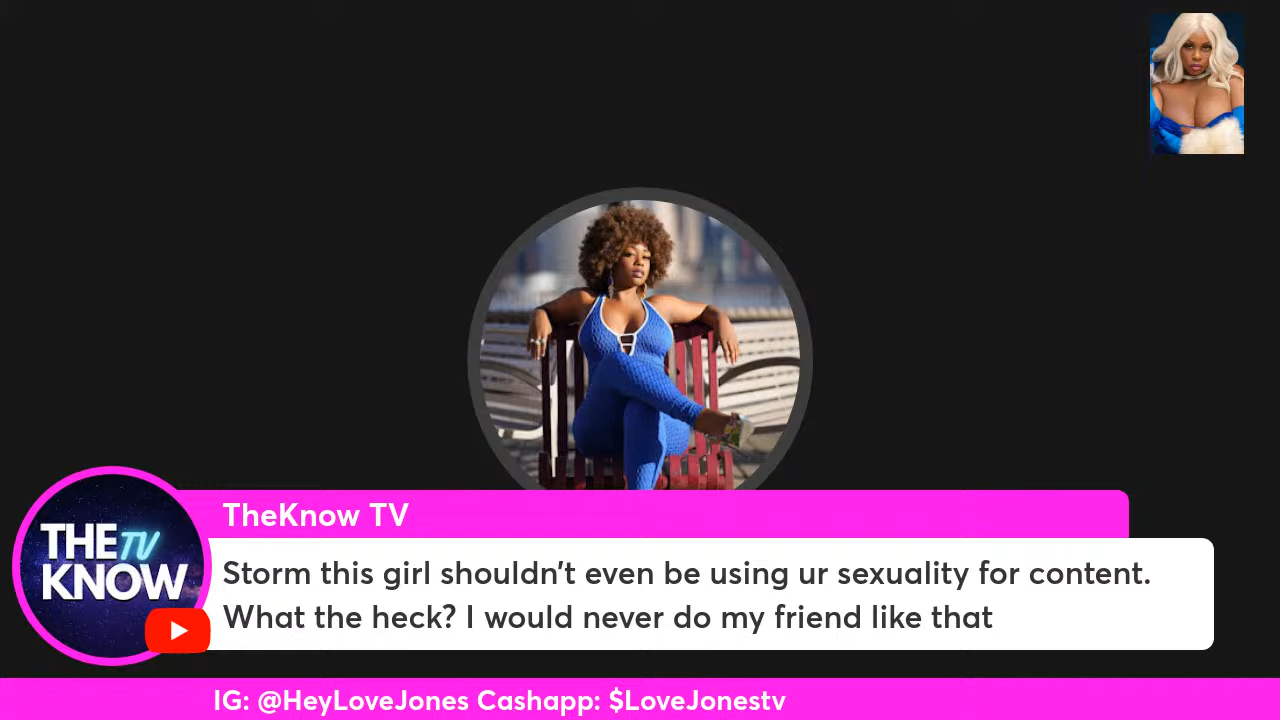 TheKnow TV
THE TV
KNOW
Storm this girl shouldn't even be using ur sexuality for content.
What the heck? I would never do my friend like that
IG: @HeyLoveJones Cashapp: $LoveJonestv